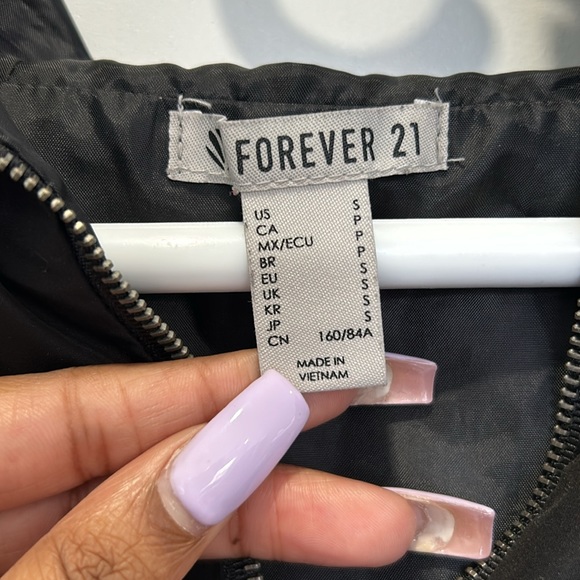 FOREVER 21
US S
CA P
MX/ECU P
BR P
EU S
UK S
KR S
JP S
CN 160/84A
MADE IN
VIETNAM